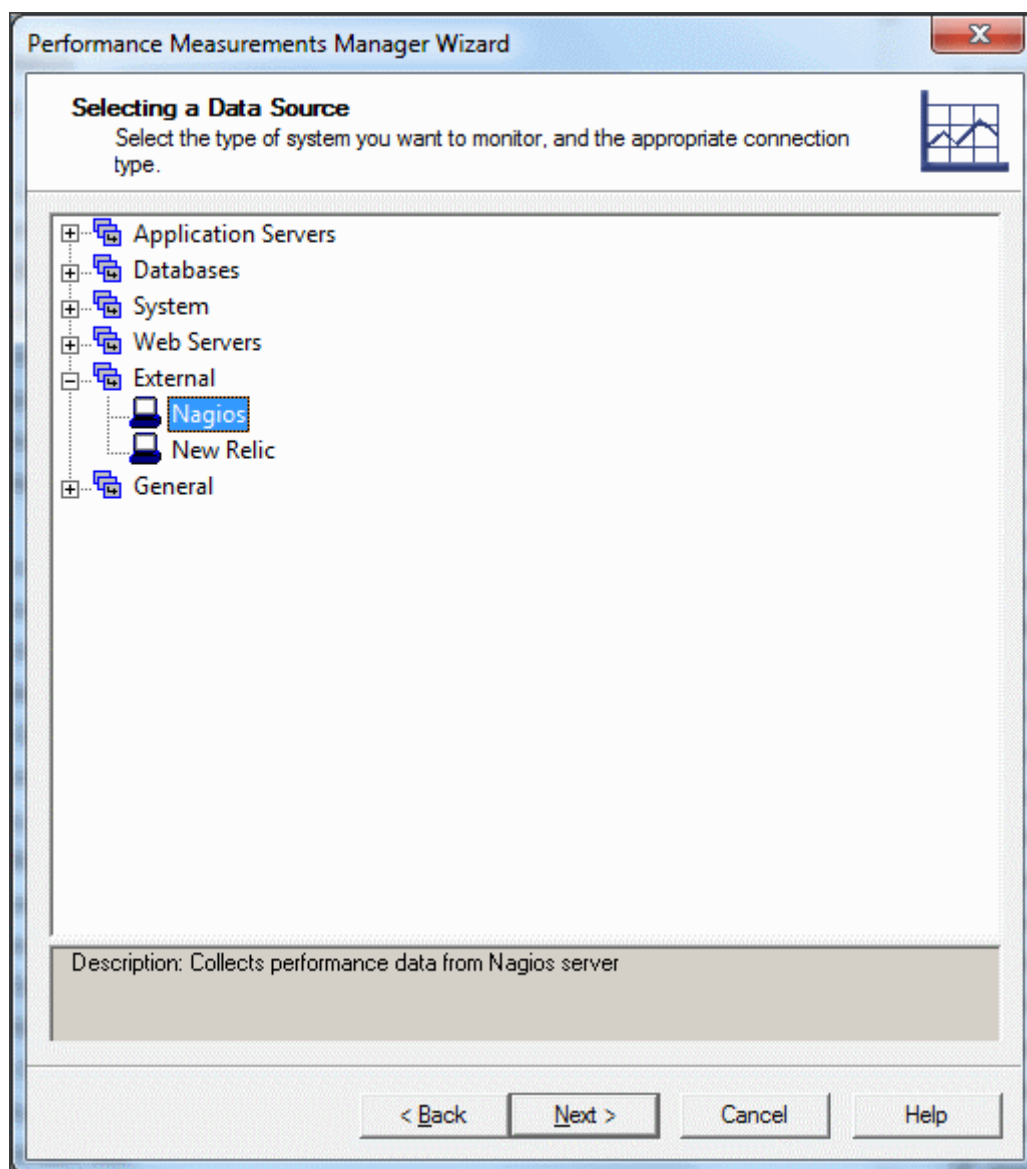 Performance Measurements Manager Wizard
X
Selecting a Data Source
Select the type of system you want to monitor, and the appropriate connection
type.
Application Servers
Databases
System
Web Servers
External
Nagios
New Relic
General
Description: Collects performance data from Nagios server
< Back Next > Cancel Help